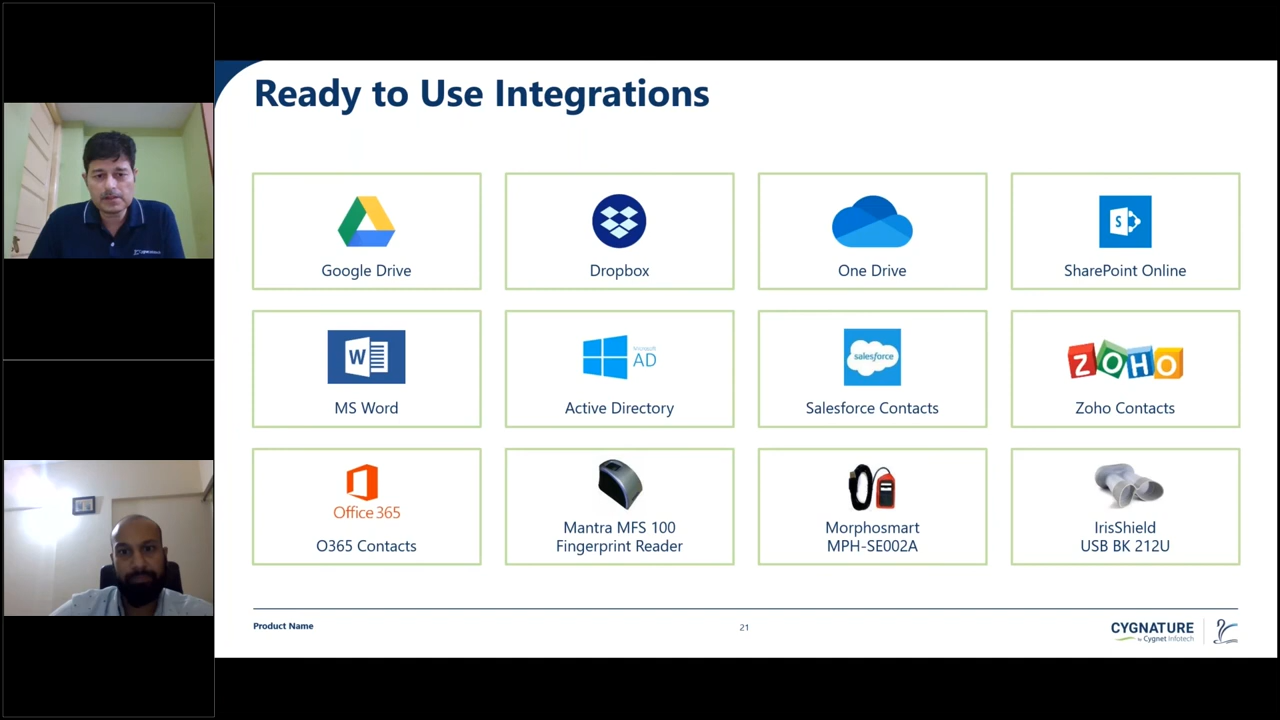 Ready to Use Integrations
Google Drive
Dropbox
One Drive
S
SharePoint Online
W
MS Word
Microsoft
AD
Active Directory
salesforce
Salesforce Contacts
ZOHO
Zoho Contacts
Office 365
O365 Contacts
Mantra MFS 100
Fingerprint Reader
Morphosmart
MPH-SE002A
IrisShield
USB BK 212U
Product Name
21
CYGNATURE
by Cygnet Infotech